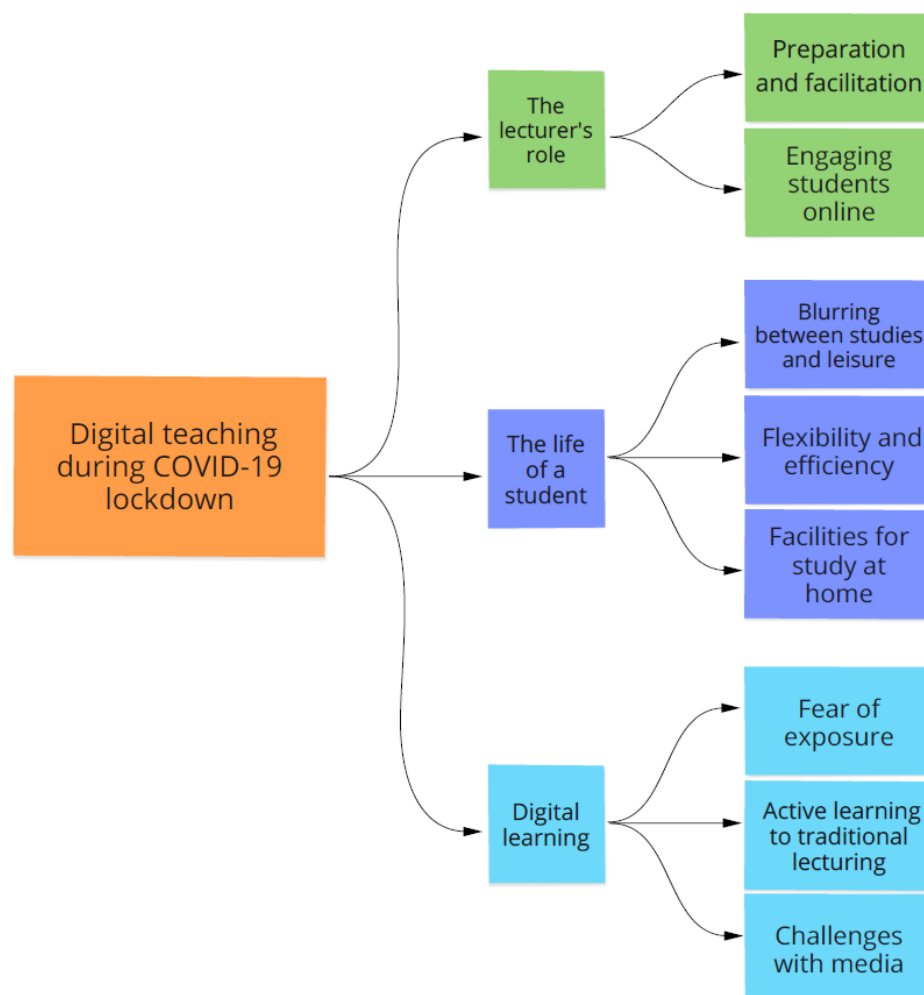 Digital teaching
during COVID-19
lockdown
The
lecturer's
role
Preparation
and facilitation
Engaging
students
online
The life
of a
student
Blurring
between studies
and leisure
Flexibility and
efficiency
Facilities for
study at
home
Digital
learning
Fear of
exposure
Active learning
to traditional
lecturing
Challenges
with media